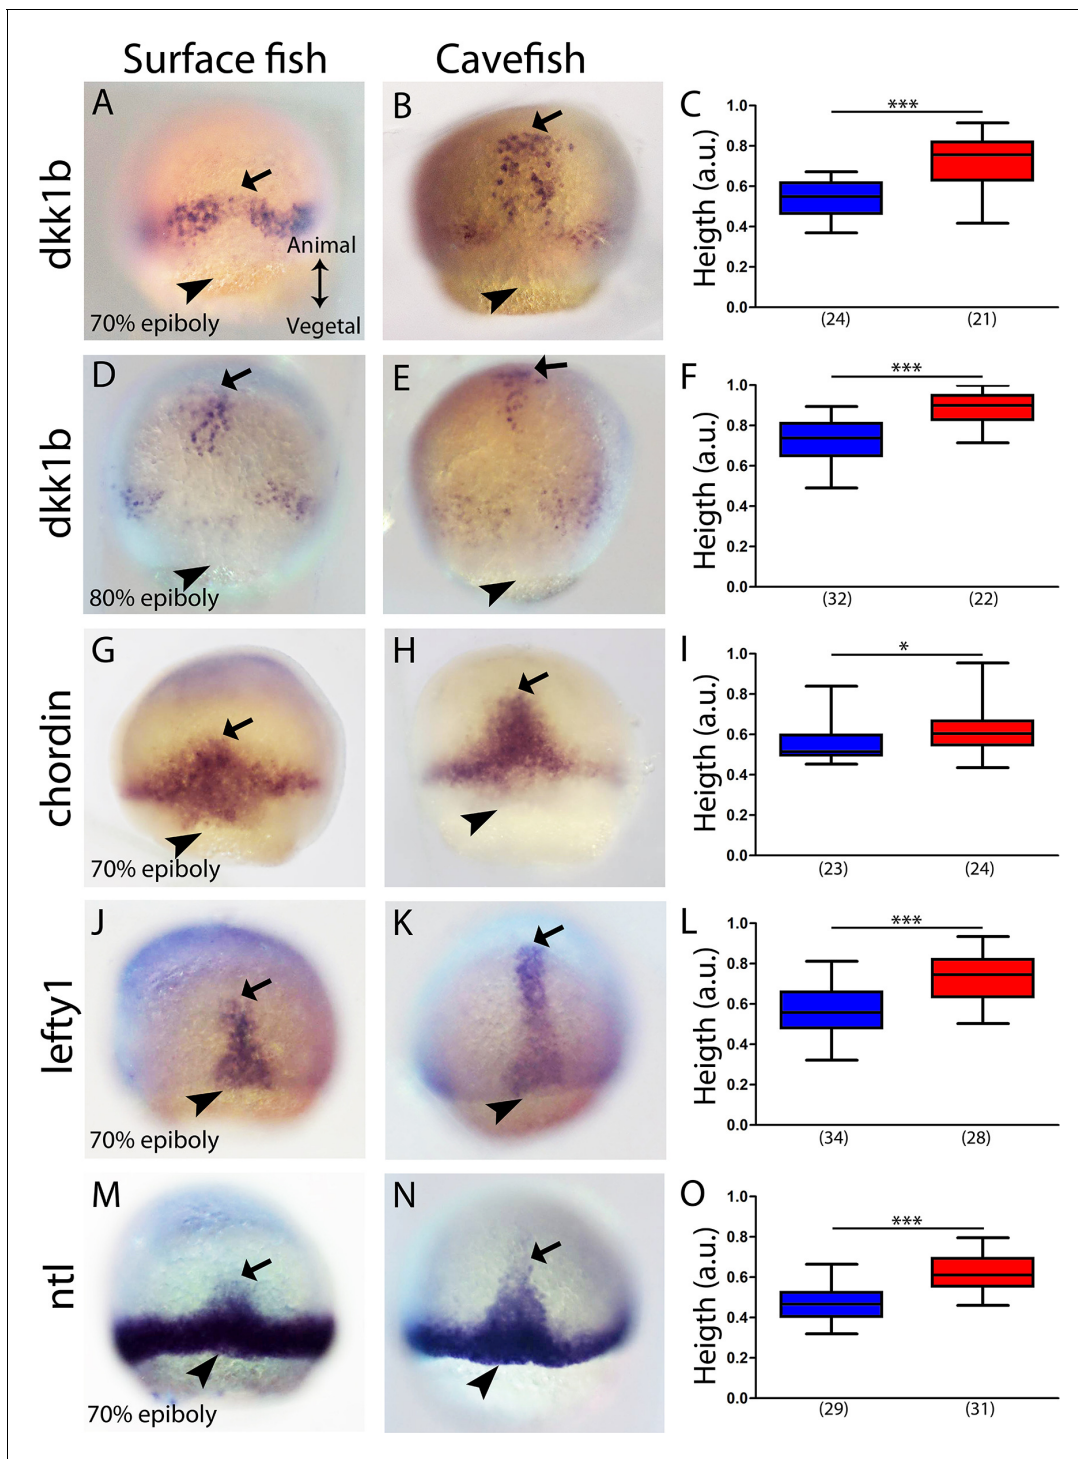 Surface fish
Cavefish
dkk1b
A
Animal
Vegetal
70% epiboly
B
C
***
Heigth (a.u.)
1.0
0.8
0.6
0.4
0.2
0.0
(24)
(21)
dkk1b
D
80% epiboly
E
F
***
Heigth (a.u.)
1.0
0.8
0.6
0.4
0.2
0.0
(32)
(22)
chordin
G
70% epiboly
H
I
*
Heigth (a.u.)
1.0
0.8
0.6
0.4
0.2
0.0
(23)
(24)
lefty1
J
70% epiboly
K
L
***
Heigth (a.u.)
1.0
0.8
0.6
0.4
0.2
0.0
(34)
(28)
ntl
M
70% epiboly
N
O
***
Heigth (a.u.)
1.0
0.8
0.6
0.4
0.2
0.0
(29)
(31)